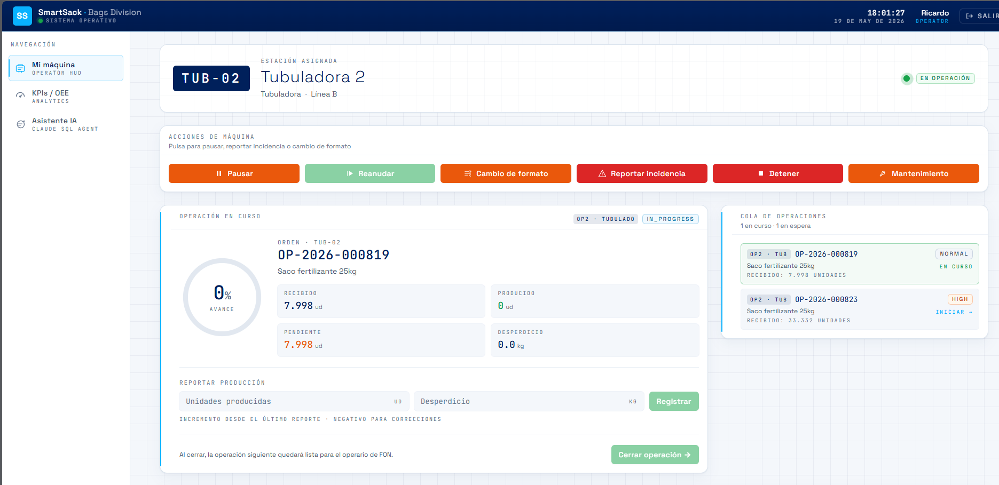 SS
SmartSack · Bags Division
SISTEMA OPERATIVO
18:01:27
19 DE MAY DE 2026
Ricardo
OPERATOR
SALIR
NAVEGACIÓN
Mi máquina
OPERATOR HUD
KPIs / OEE
ANALYTICS
Asistente IA
CLAUDE SQL AGENT
TUB-02
ESTACIÓN ASIGNADA
Tubuladora 2
Tubuladora · Línea B
EN OPERACIÓN
ACCIONES DE MÁQUINA
Pulsa para pausar, reportar incidencia o cambio de formato
Pausar
Reanudar
Cambio de formato
Reportar incidencia
Detener
Mantenimiento
OPERACIÓN EN CURSO
OP2 · TUBULADO
IN_PROGRESS
0%
AVANCE
ORDEN · TUB-02
OP-2026-000819
Saco fertilizante 25kg
RECIBIDO
7.998 ud
PRODUCIDO
0 ud
PENDIENTE
7.998 ud
DESPERDICIO
0.0 kg
REPORTAR PRODUCCIÓN
Unidades producidas UD
Desperdicio KG
Registrar
INCREMENTO DESDE EL ÚLTIMO REPORTE · NEGATIVO PARA CORRECCIONES
Al cerrar, la operación siguiente quedará lista para el operario de FON.
Cerrar operación →
COLA DE OPERACIONES
1 en curso · 1 en espera
OP2 · TUB OP-2026-000819 NORMAL
Saco fertilizante 25kg EN CURSO
RECIBIDO: 7.998 UNIDADES
OP2 · TUB OP-2026-000823 HIGH
Saco fertilizante 25kg INICIAR →
RECIBIDO: 33.332 UNIDADES